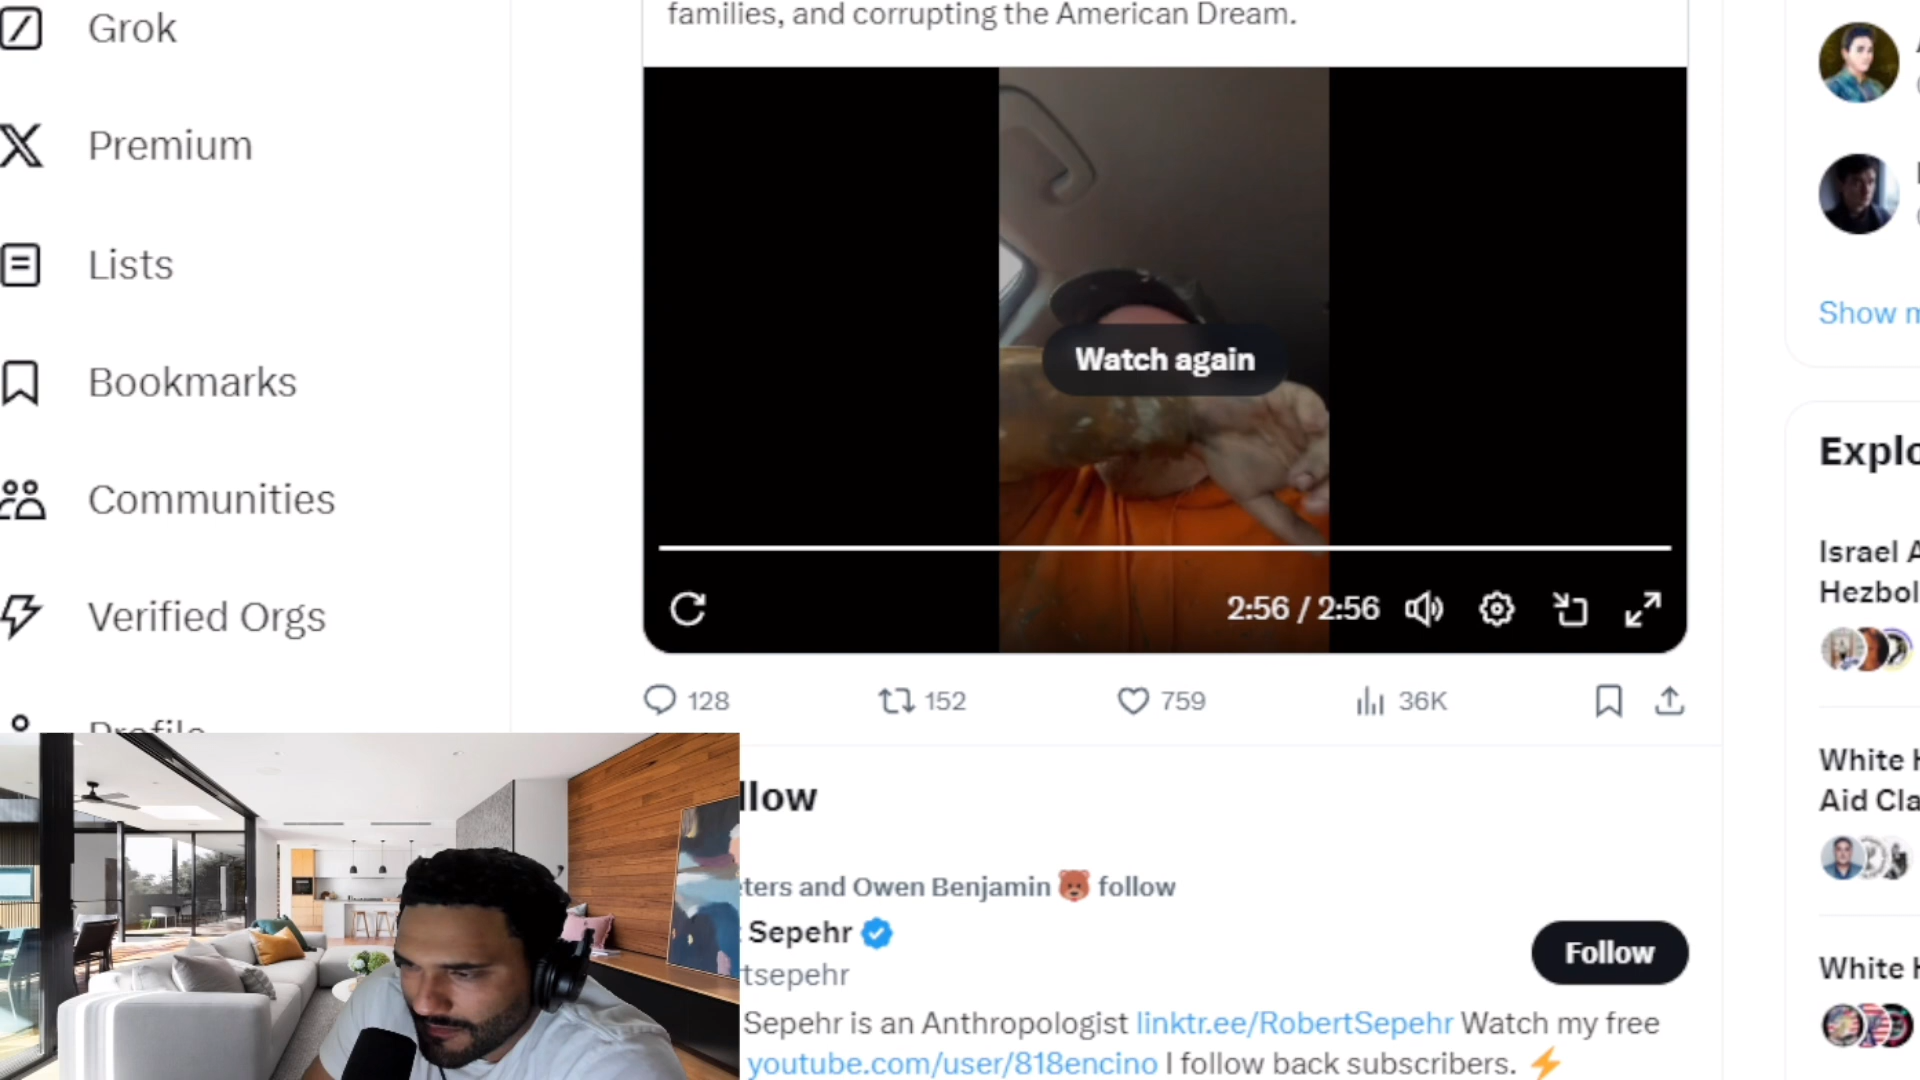 Grok
Premium
Lists
Bookmarks
Communities
Verified Orgs
Profile
families, and corrupting the American Dream.
Watch again
2:56 / 2:56
128
152
759
36K
llow
eters and Owen Benjamin 🐻 follow
Sepehr
tsepehr
Follow
Sepehr is an Anthropologist linktr.ee/RobertSepehr Watch my free
youtube.com/user/818encino I follow back subscribers. ⚡
Show m
Explo
Israel A
Hezbol
White H
Aid Cla
White H